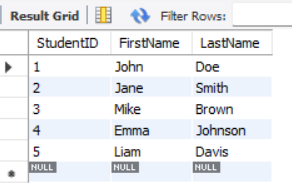 Result Grid Filter Rows:
StudentID FirstName LastName
1 John Doe
2 Jane Smith
3 Mike Brown
4 Emma Johnson
5 Liam Davis
NULL NULL NULL